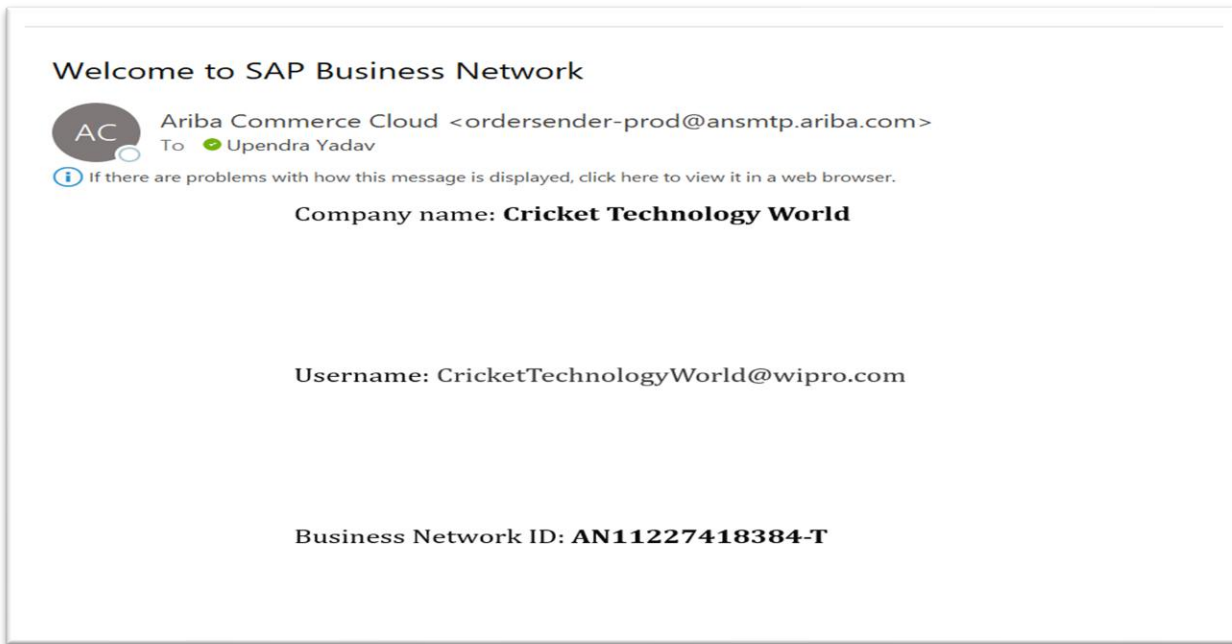 Welcome to SAP Business Network
AC
Ariba Commerce Cloud <ordersender-prod@ansmtp.ariba.com>
To Upendra Yadav
If there are problems with how this message is displayed, click here to view it in a web browser.
Company name: Cricket Technology World
Username: CricketTechnologyWorld@wipro.com
Business Network ID: AN11227418384-T